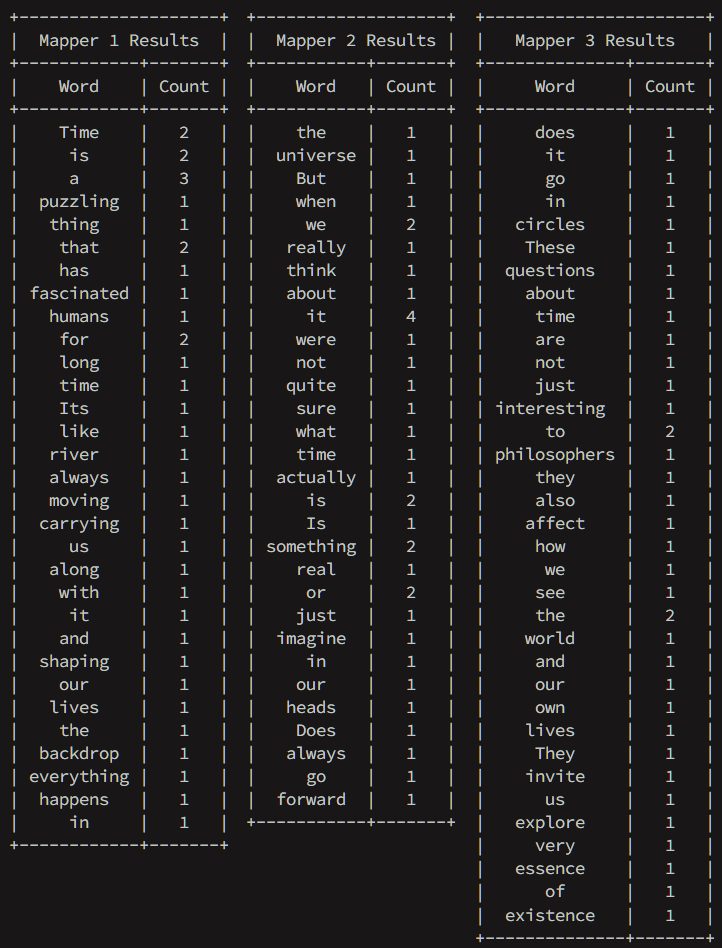 Mapper 1 Results
Word Count
Time 2
is 2
a 3
puzzling 1
thing 1
that 2
has 1
fascinated 1
humans 1
for 2
long 1
time 1
Its 1
like 1
river 1
always 1
moving 1
carrying 1
us 1
along 1
with 1
it 1
and 1
shaping 1
our 1
lives 1
the 1
backdrop 1
everything 1
happens 1
in 1
Mapper 2 Results
Word Count
the 1
universe 1
But 1
when 1
we 2
really 1
think 1
about 1
it 4
were 1
not 1
quite 1
sure 1
what 1
time 1
actually 1
is 2
Is 1
something 2
real 1
or 2
just 1
imagine 1
in 1
our 1
heads 1
Does 1
always 1
go 1
forward 1
Mapper 3 Results
Word Count
does 1
it 1
go 1
in 1
circles 1
These 1
questions 1
about 1
time 1
are 1
not 1
just 1
interesting 1
to 2
philosophers 1
they 1
also 1
affect 1
how 1
we 1
see 1
the 2
world 1
and 1
our 1
own 1
lives 1
They 1
invite 1
us 1
explore 1
very 1
essence 1
of 1
existence 1